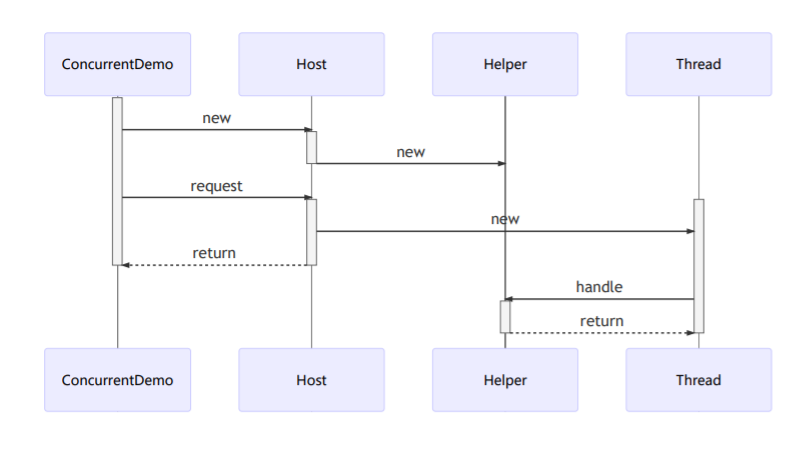 ConcurrentDemo
Host
Helper
Thread
new
new
request
new
return
handle
return
ConcurrentDemo
Host
Helper
Thread